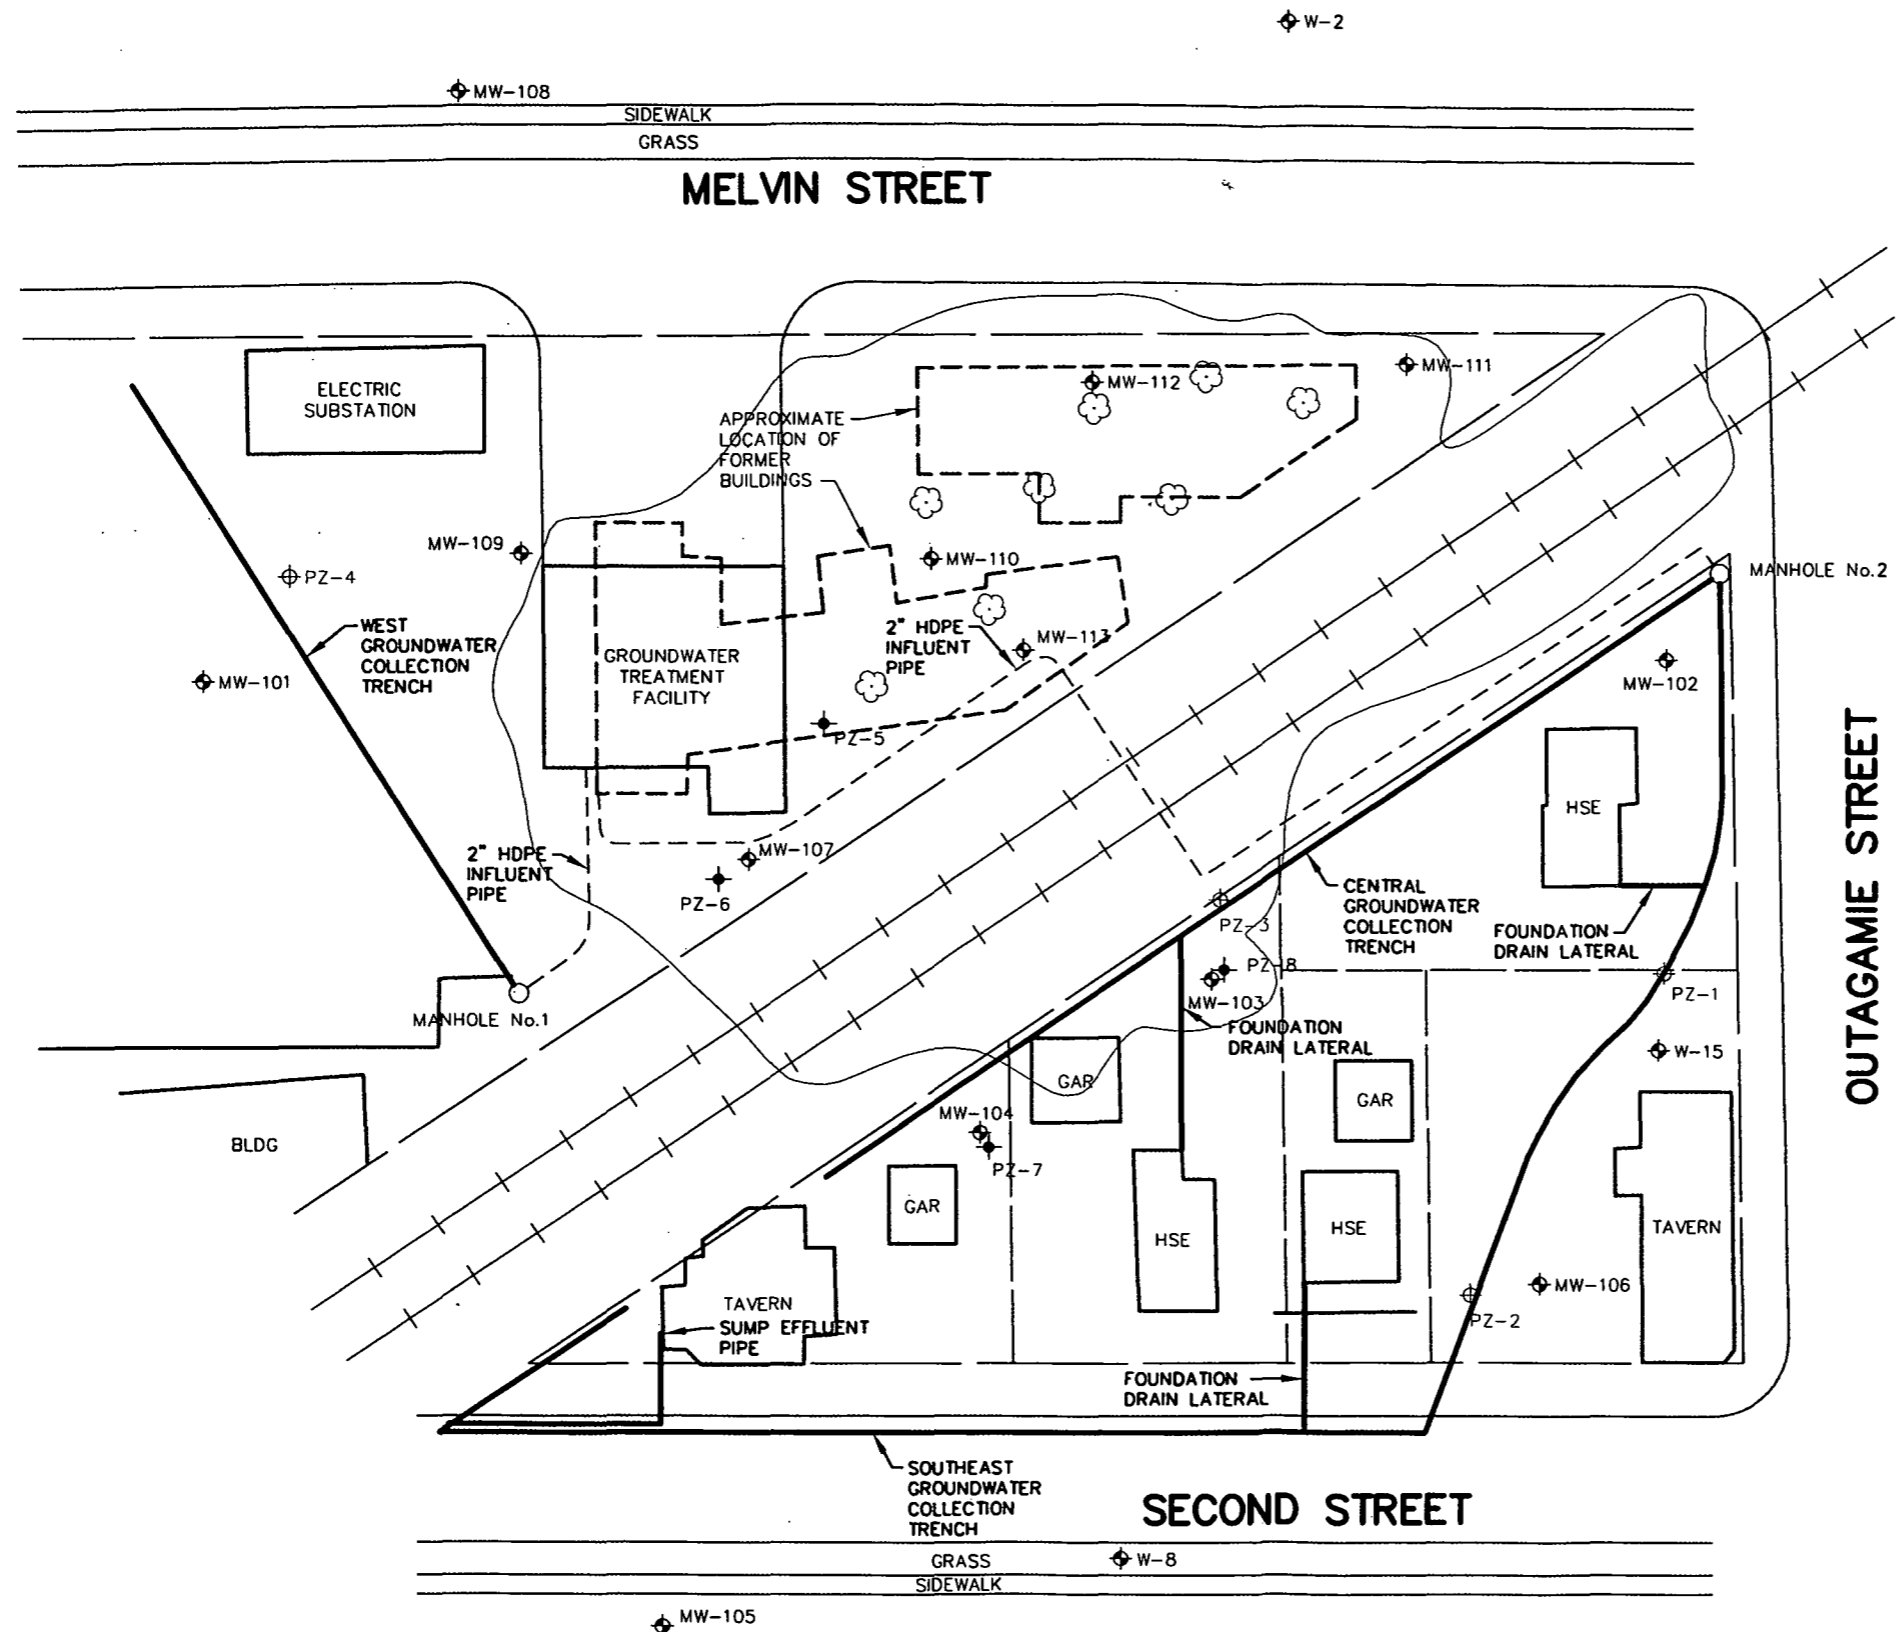 W-2
MW-108
SIDEWALK
GRASS
MELVIN STREET
ELECTRIC
SUBSTATION
MW-111
MW-112
APPROXIMATE
LOCATION OF
FORMER
BUILDINGS
MW-109
MW-110
PZ-4
MANHOLE No.2
WEST
GROUNDWATER
COLLECTION
TRENCH
2" HDPE
INFLUENT
PIPE
MW-113
GROUNDWATER
TREATMENT
FACILITY
MW-101
MW-102
PZ-5
OUTAGAMIE STREET
HSE
2" HDPE
INFLUENT
PIPE
MW-107
PZ-6
CENTRAL
GROUNDWATER
COLLECTION
TRENCH
PZ-3
FOUNDATION
DRAIN LATERAL
PZ-8
MW-103
PZ-1
MANHOLE No.1
FOUNDATION
DRAIN LATERAL
W-15
GAR
GAR
MW-104
BLDG
PZ-7
GAR
HSE
HSE
TAVERN
MW-106
TAVERN
SUMP EFFLUENT
PIPE
PZ-2
FOUNDATION
DRAIN LATERAL
SOUTHEAST
GROUNDWATER
COLLECTION
TRENCH
SECOND STREET
GRASS
W-8
SIDEWALK
MW-105